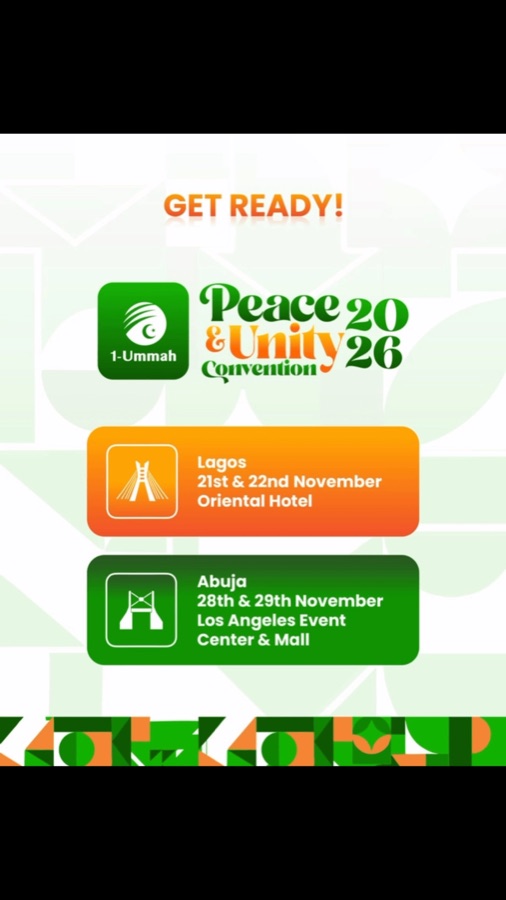 GET READY!
1-Ummah
Peace 20
& Unity 26
Convention
Lagos
21st & 22nd November
Oriental Hotel
Abuja
28th & 29th November
Los Angeles Event
Center & Mall